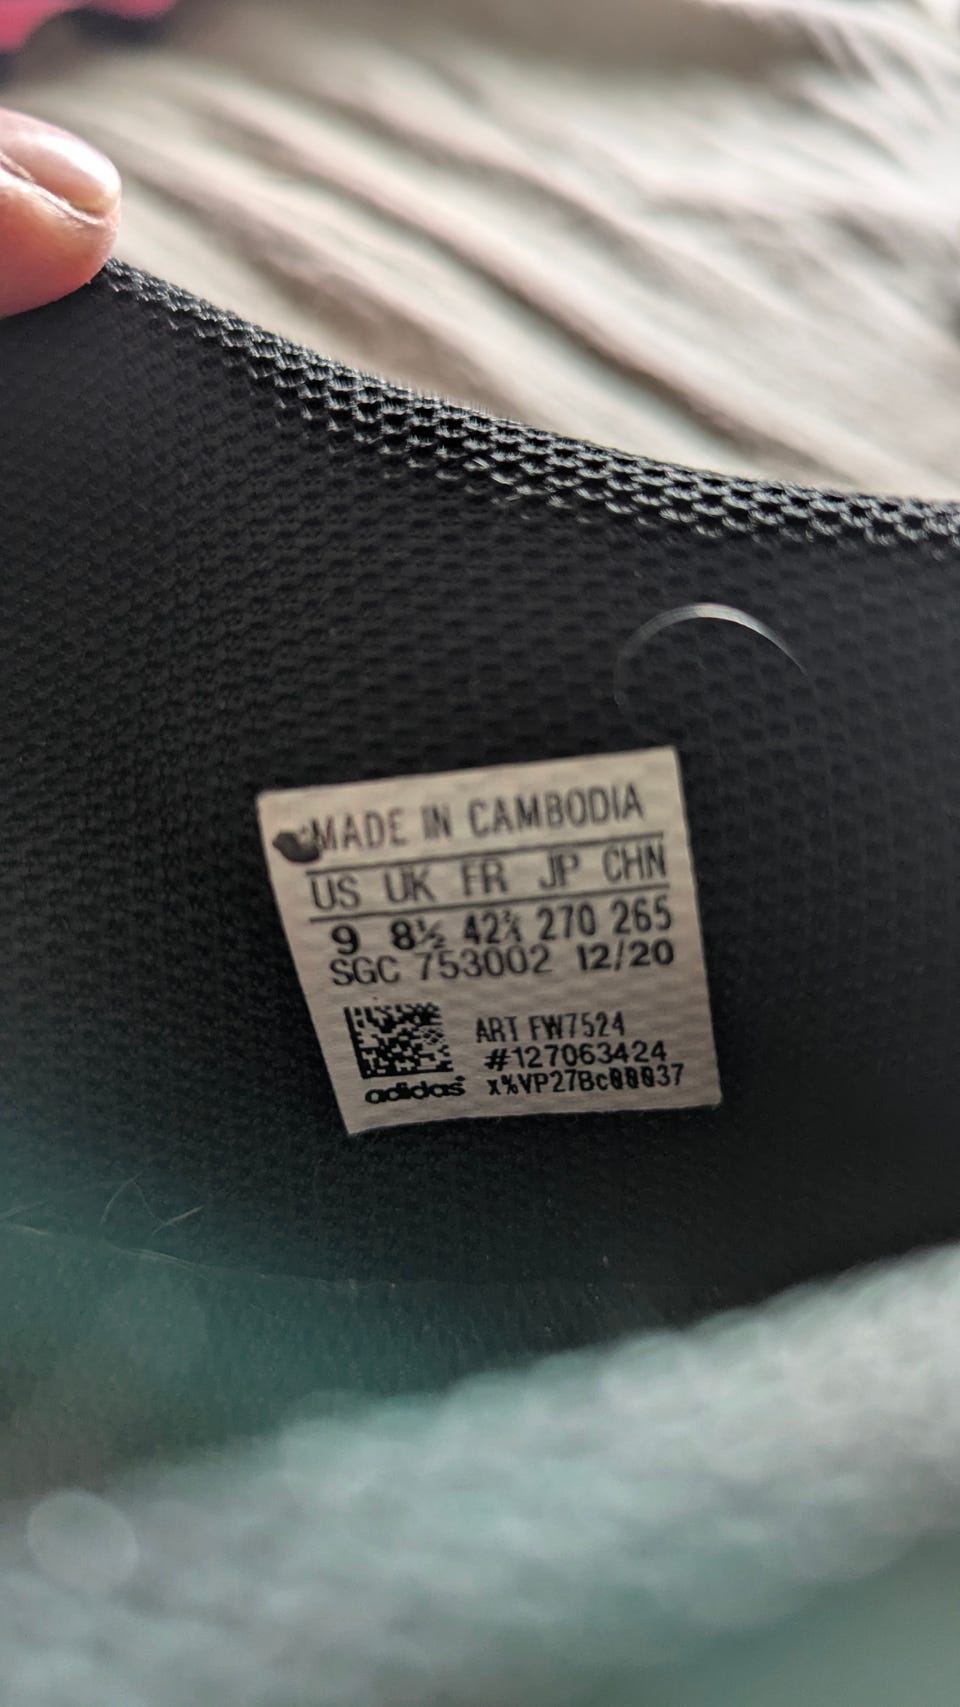 MADE IN CAMBODIA
US UK FR JP CHN
9 8½ 42⅔ 270 265
SGC 753002 12/20
ART FW7524
#127063424
adidas